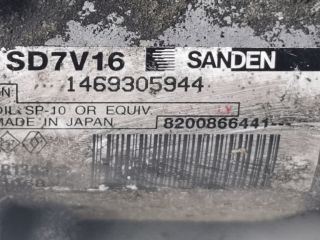 SD7V16 SANDEN
1469305944
OIL:SP-10 OR EQUIV.
MADE IN JAPAN 8200866441